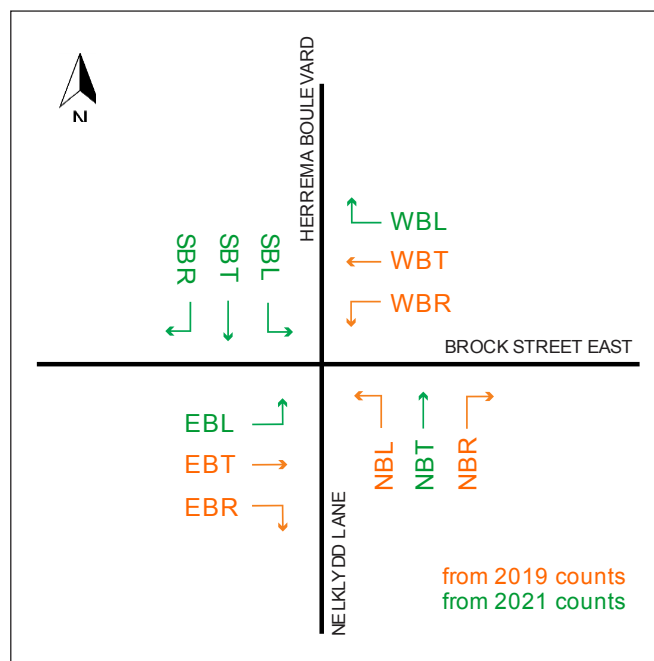 N
HERREMA BOULEVARD
SBR
SBT
SBL
WBL
WBT
WBR
BROCK STREET EAST
EBL
EBT
EBR
NBL
NBT
NBR
NELKLYDD LANE
from 2019 counts
from 2021 counts